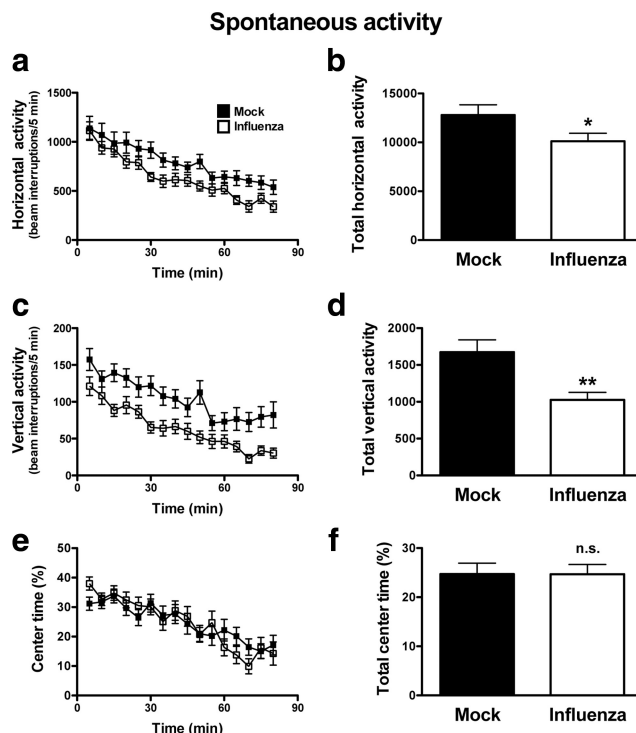 Spontaneous activity
a
Horizontal activity
(beam interruptions/5 min)
1500
1000
500
0
0
30
60
90
Time (min)
Mock
Influenza
b
Total horizontal activity
15000
10000
5000
0
*
Mock
Influenza
c
Vertical activity
(beam interruptions/5 min)
200
150
100
50
0
0
30
60
90
Time (min)
d
Total vertical activity
2000
1500
1000
500
0
**
Mock
Influenza
e
Center time (%)
50
40
30
20
10
0
0
30
60
90
Time (min)
f
Total center time (%)
30
20
10
0
n.s.
Mock
Influenza